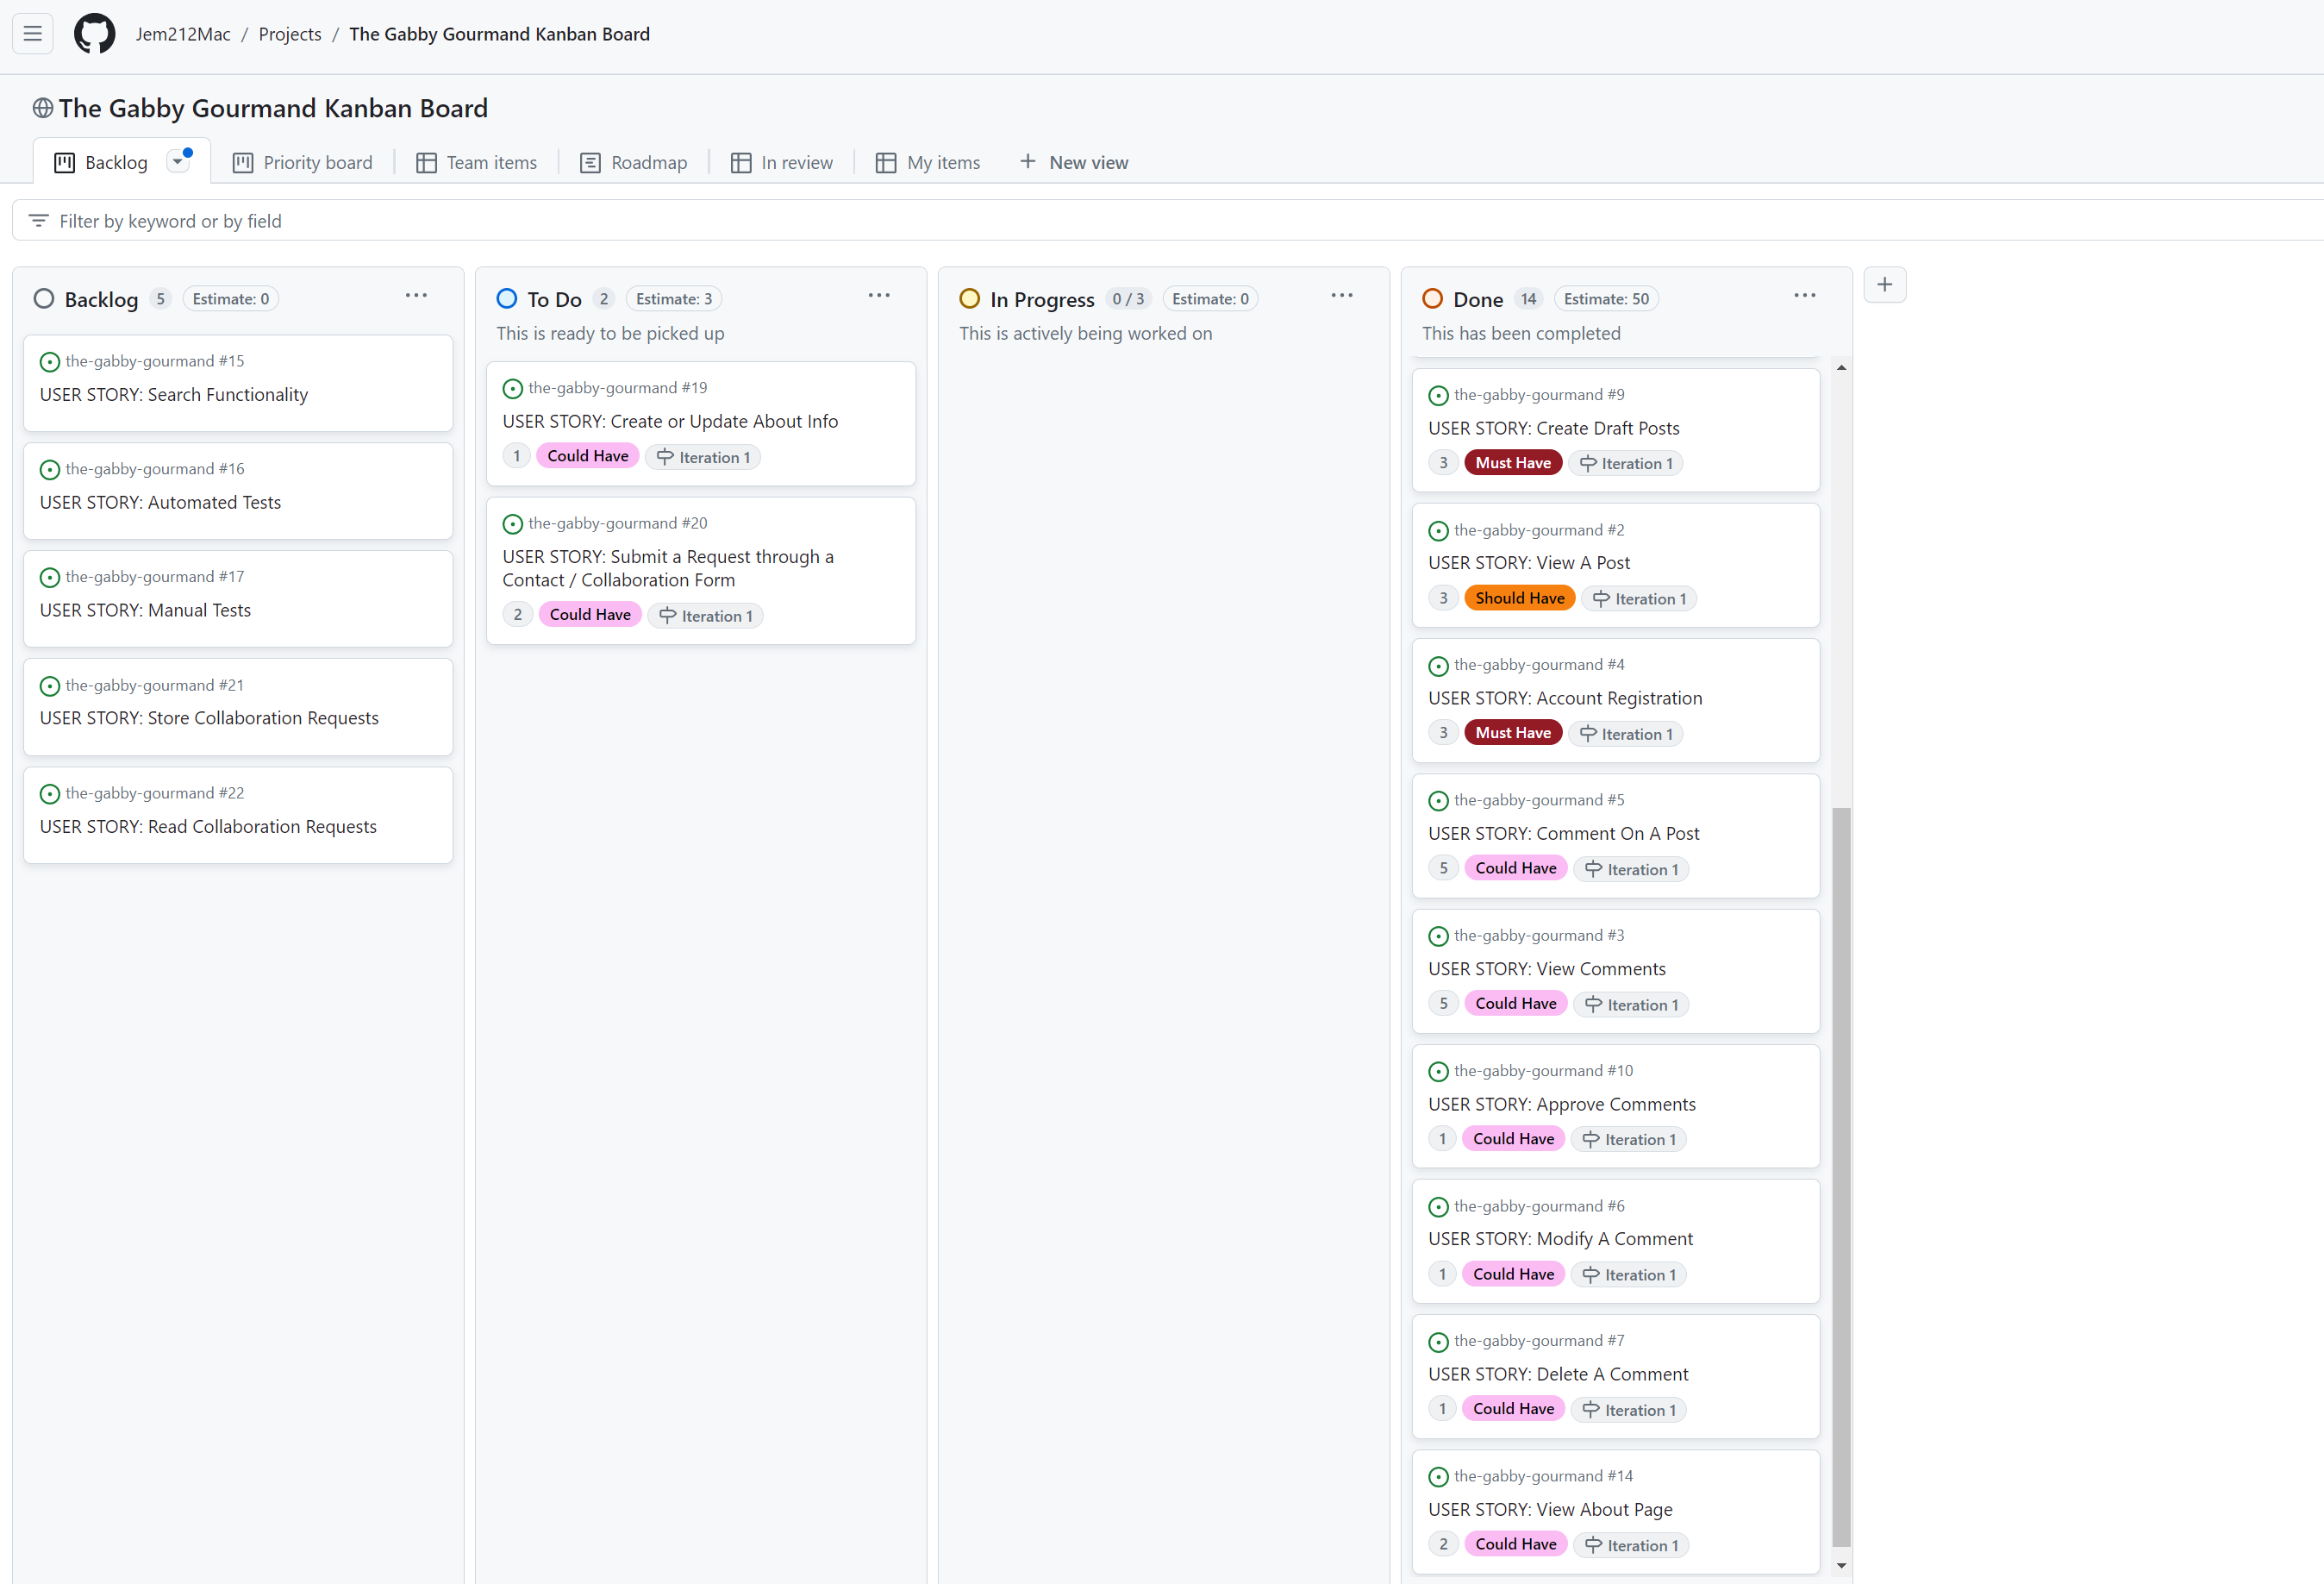 Jem212Mac / Projects / The Gabby Gourmand Kanban Board
The Gabby Gourmand Kanban Board
Backlog Priority board Team items Roadmap In review My items New view
Filter by keyword or by field
Backlog 5 Estimate: 0
the-gabby-gourmand #15
USER STORY: Search Functionality
the-gabby-gourmand #16
USER STORY: Automated Tests
the-gabby-gourmand #17
USER STORY: Manual Tests
the-gabby-gourmand #21
USER STORY: Store Collaboration Requests
the-gabby-gourmand #22
USER STORY: Read Collaboration Requests
To Do 2 Estimate: 3
This is ready to be picked up
the-gabby-gourmand #19
USER STORY: Create or Update About Info
1 Could Have Iteration 1
the-gabby-gourmand #20
USER STORY: Submit a Request through a
Contact / Collaboration Form
2 Could Have Iteration 1
In Progress 0 / 3 Estimate: 0
This is actively being worked on
Done 14 Estimate: 50
This has been completed
the-gabby-gourmand #9
USER STORY: Create Draft Posts
3 Must Have Iteration 1
the-gabby-gourmand #2
USER STORY: View A Post
3 Should Have Iteration 1
the-gabby-gourmand #4
USER STORY: Account Registration
3 Must Have Iteration 1
the-gabby-gourmand #5
USER STORY: Comment On A Post
5 Could Have Iteration 1
the-gabby-gourmand #3
USER STORY: View Comments
5 Could Have Iteration 1
the-gabby-gourmand #10
USER STORY: Approve Comments
1 Could Have Iteration 1
the-gabby-gourmand #6
USER STORY: Modify A Comment
1 Could Have Iteration 1
the-gabby-gourmand #7
USER STORY: Delete A Comment
1 Could Have Iteration 1
the-gabby-gourmand #14
USER STORY: View About Page
2 Could Have Iteration 1